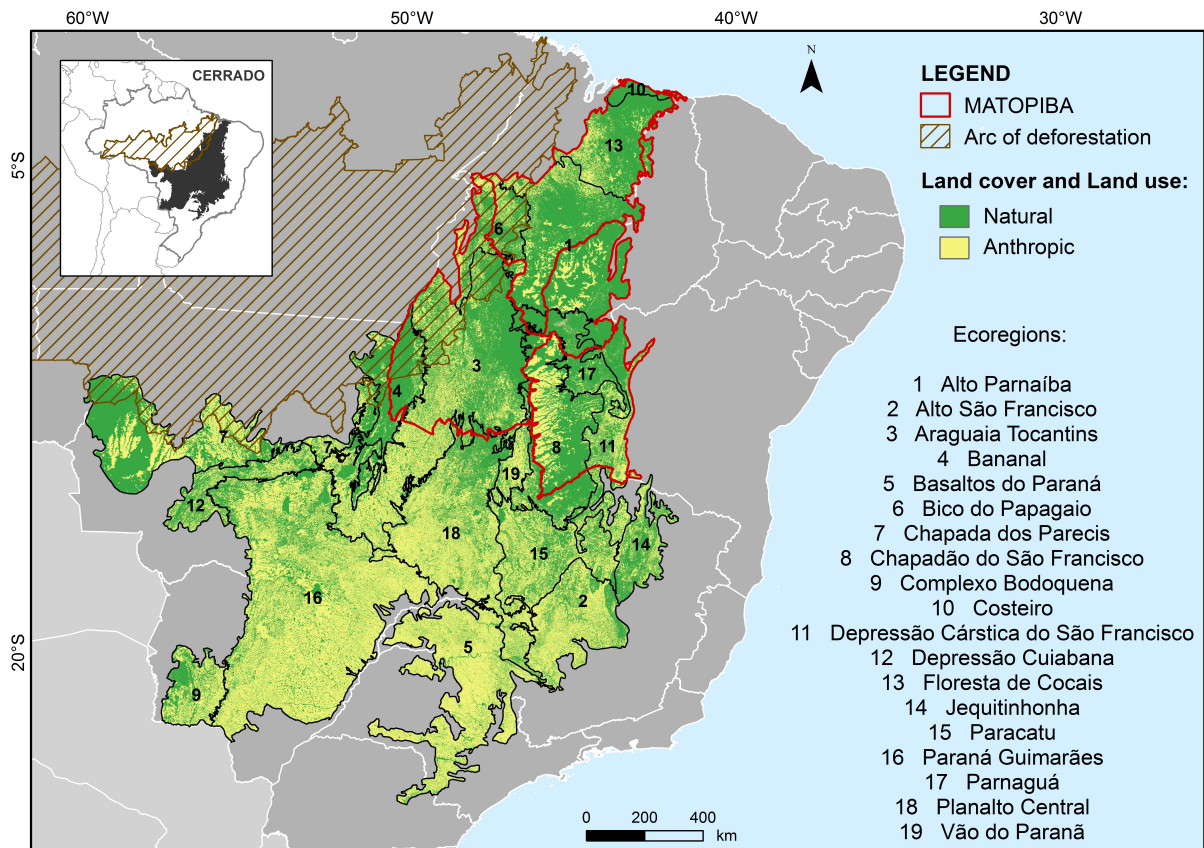 60°W 50°W 40°W 30°W
5°S
20°S
CERRADO
N
LEGEND
MATOPIBA
Arc of deforestation
Land cover and Land use:
Natural
Anthropic
Ecoregions:
1 Alto Parnaíba
2 Alto São Francisco
3 Araguaia Tocantins
4 Bananal
5 Basaltos do Paraná
6 Bico do Papagaio
7 Chapada dos Parecis
8 Chapadão do São Francisco
9 Complexo Bodoquena
10 Costeiro
11 Depressão Cárstica do São Francisco
12 Depressão Cuiabana
13 Floresta de Cocais
14 Jequitinhonha
15 Paracatu
16 Paraná Guimarães
17 Parnaguá
18 Planalto Central
19 Vão do Paranã
10
13
6
1
3
17
4
7
7
8
11
19
12
18
15
14
16
2
5
9
0 200 400
km